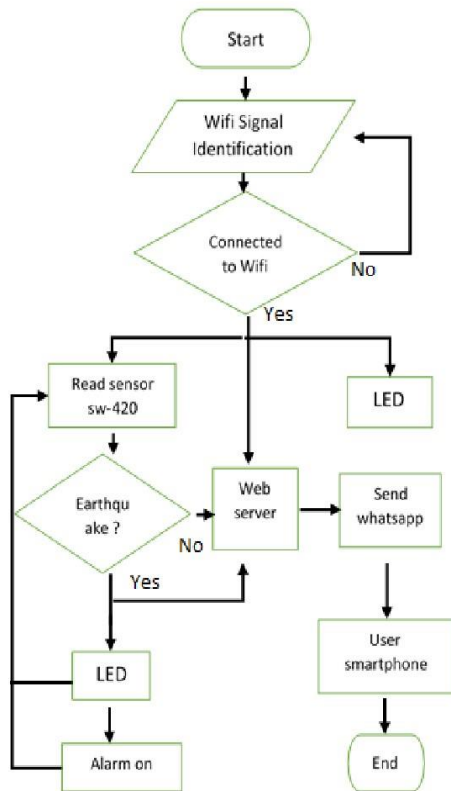 Start
Wifi Signal
Identification
Connected
to Wifi
No
Yes
Read sensor
sw-420
LED
Earthqu
ake ?
No
Web
server
Send
whatsapp
Yes
LED
User
smartphone
Alarm on
End